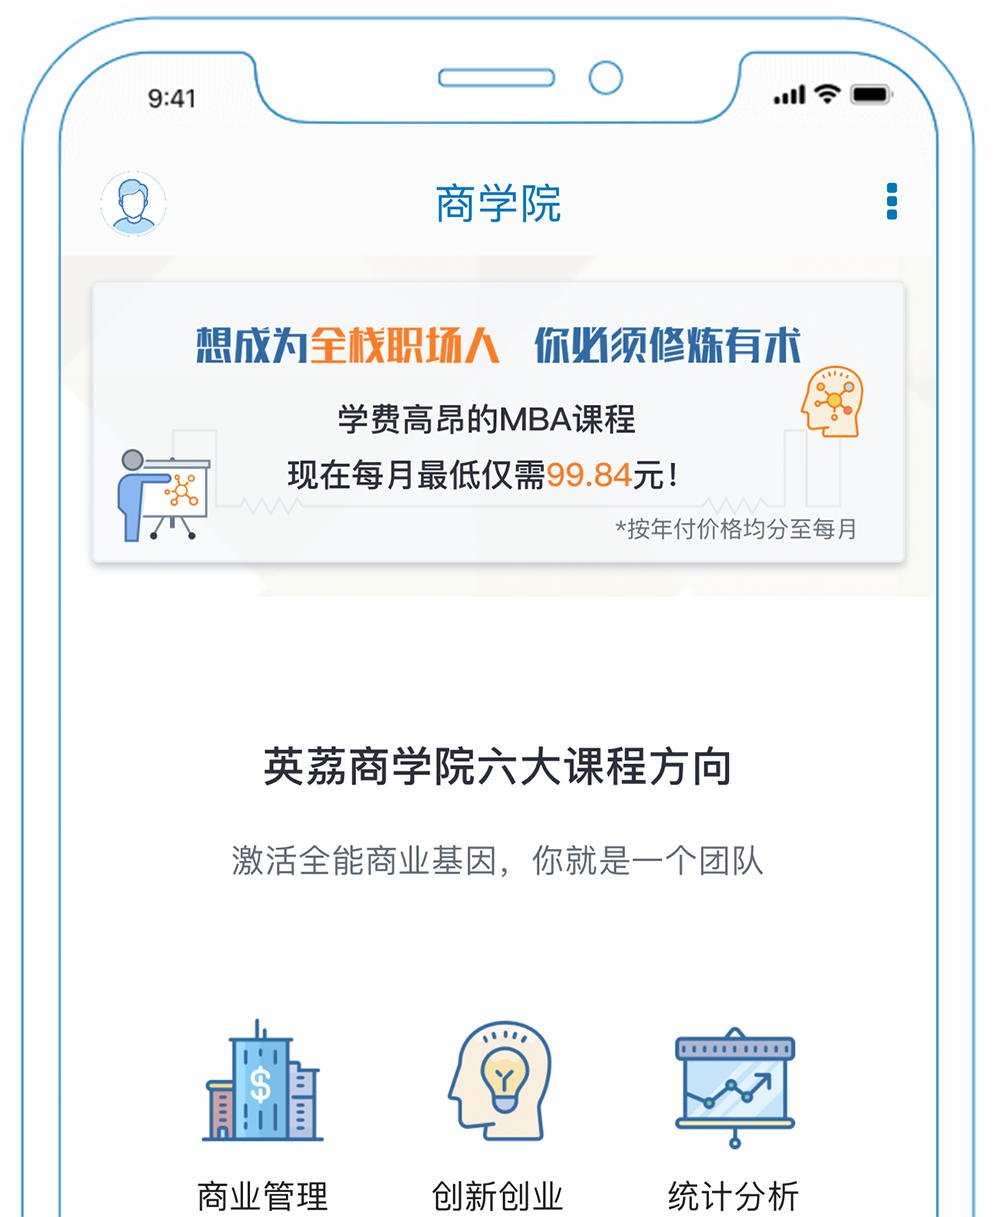 9:41
商学院
想成为全栈职场人 你必须修炼有术
学费高昂的MBA课程
现在每月最低仅需99.84元！
*按年付价格均分至每月
英荔商学院六大课程方向
激活全能商业基因，你就是一个团队
$
商业管理 创新创业 统计分析